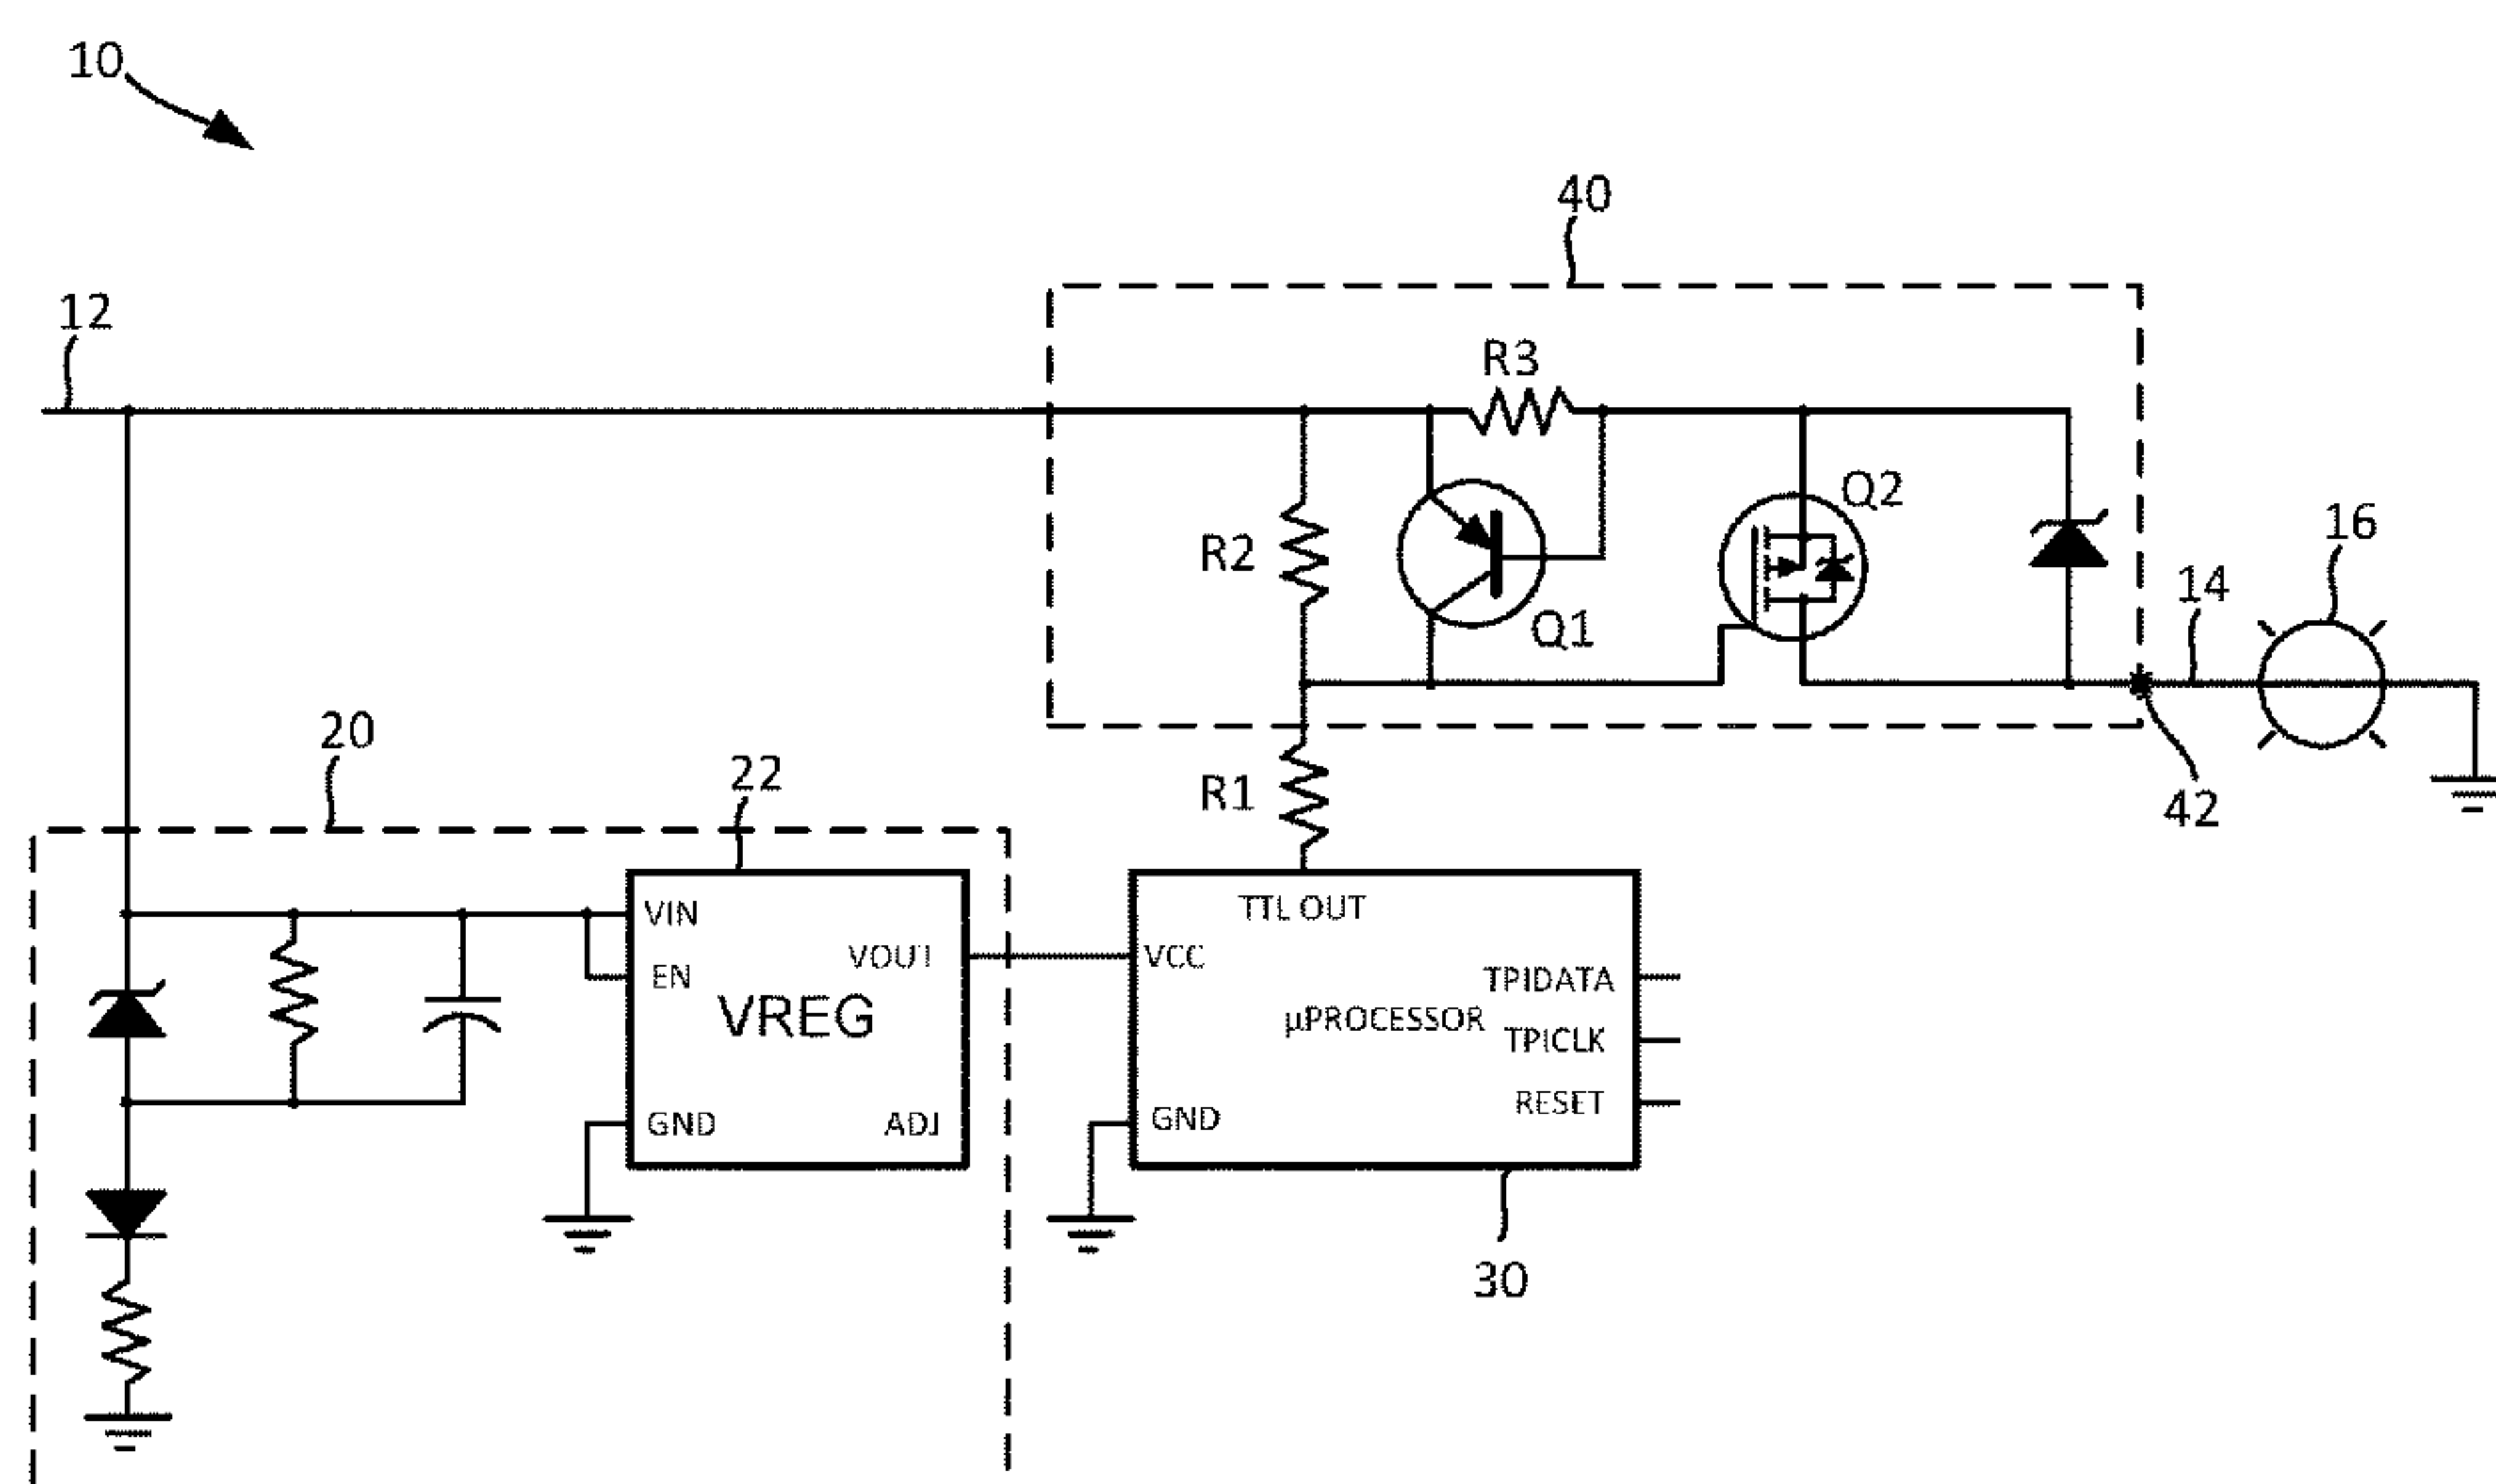 10
40
12
R3
Q2
16
R2
14
Q1
20
22
R1
42
VIN
TTL OUT
VOUT
VCC
EN
TPIDATA
VREG
µPROCESSOR
TPICLK
RESET
GND
ADJ
GND
30